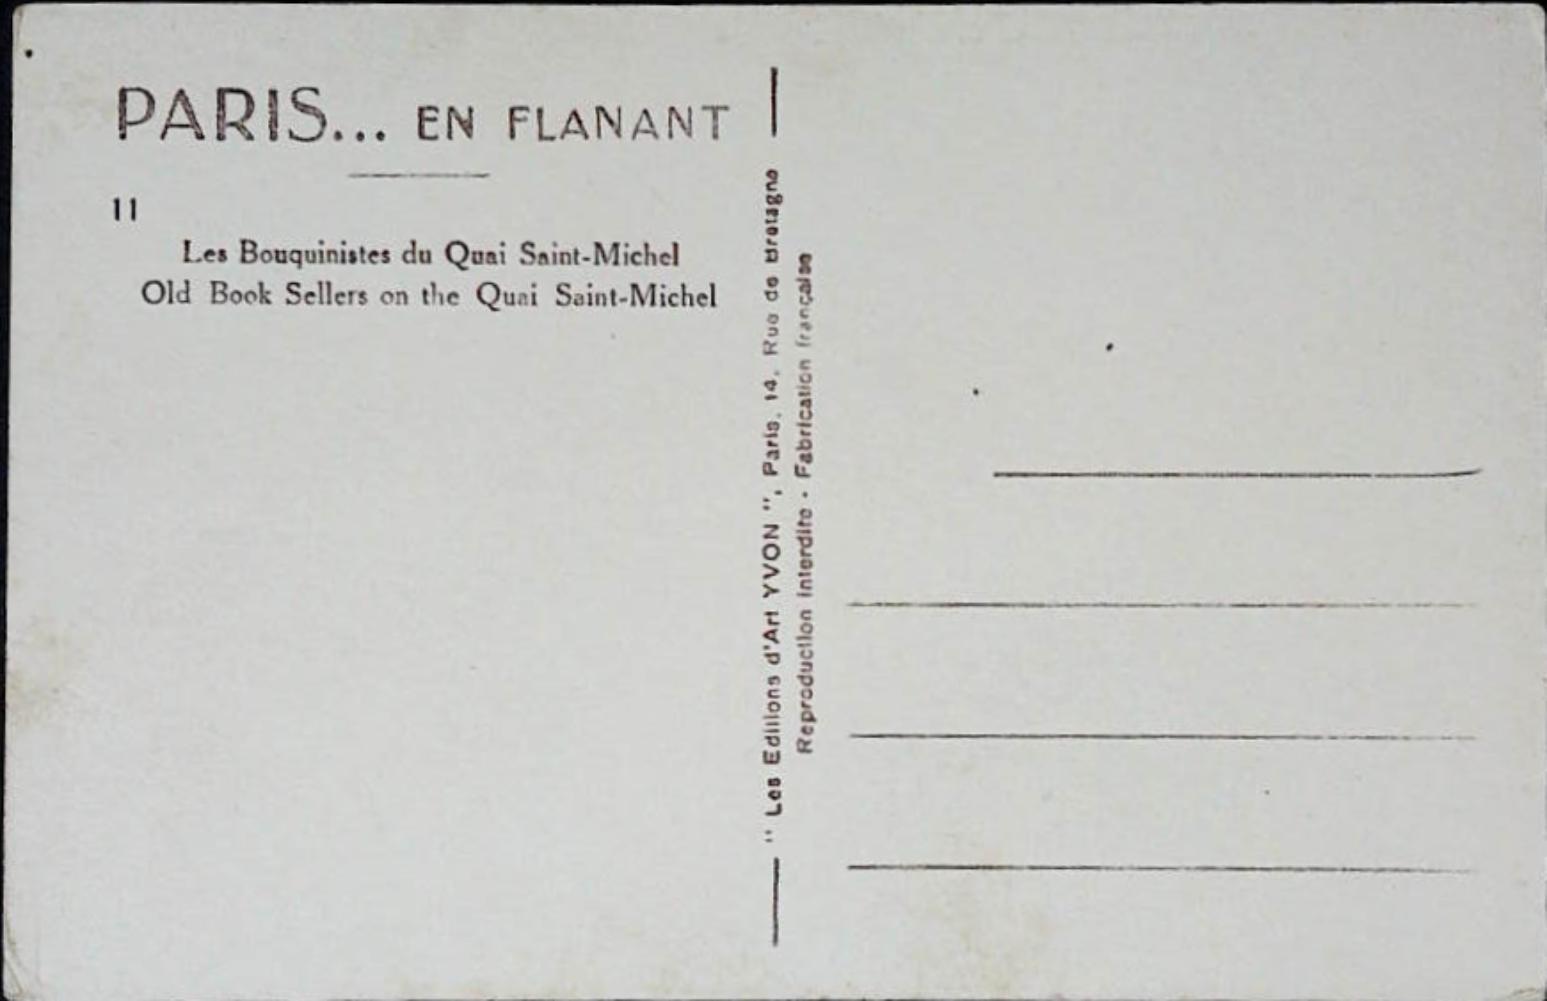 PARIS... EN FLANANT
11
Les Bouquinistes du Quai Saint-Michel
Old Book Sellers on the Quai Saint-Michel
" Les Editions d'Art YVON ", Paris. 14, Rue de Bretagne
Reproduction Interdite - Fabrication française